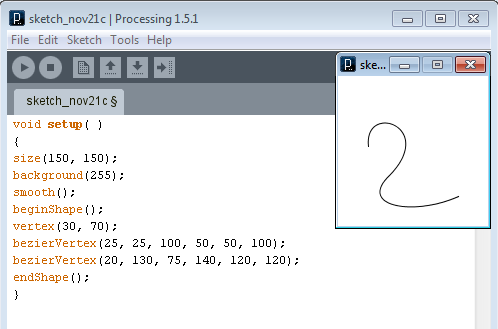 sketch_nov21c | Processing 1.5.1
File Edit Sketch Tools Help
sketch_nov21c §
ske...
void setup( )
{
size(150, 150);
background(255);
smooth();
beginShape();
vertex(30, 70);
bezierVertex(25, 25, 100, 50, 50, 100);
bezierVertex(20, 130, 75, 140, 120, 120);
endShape();
}